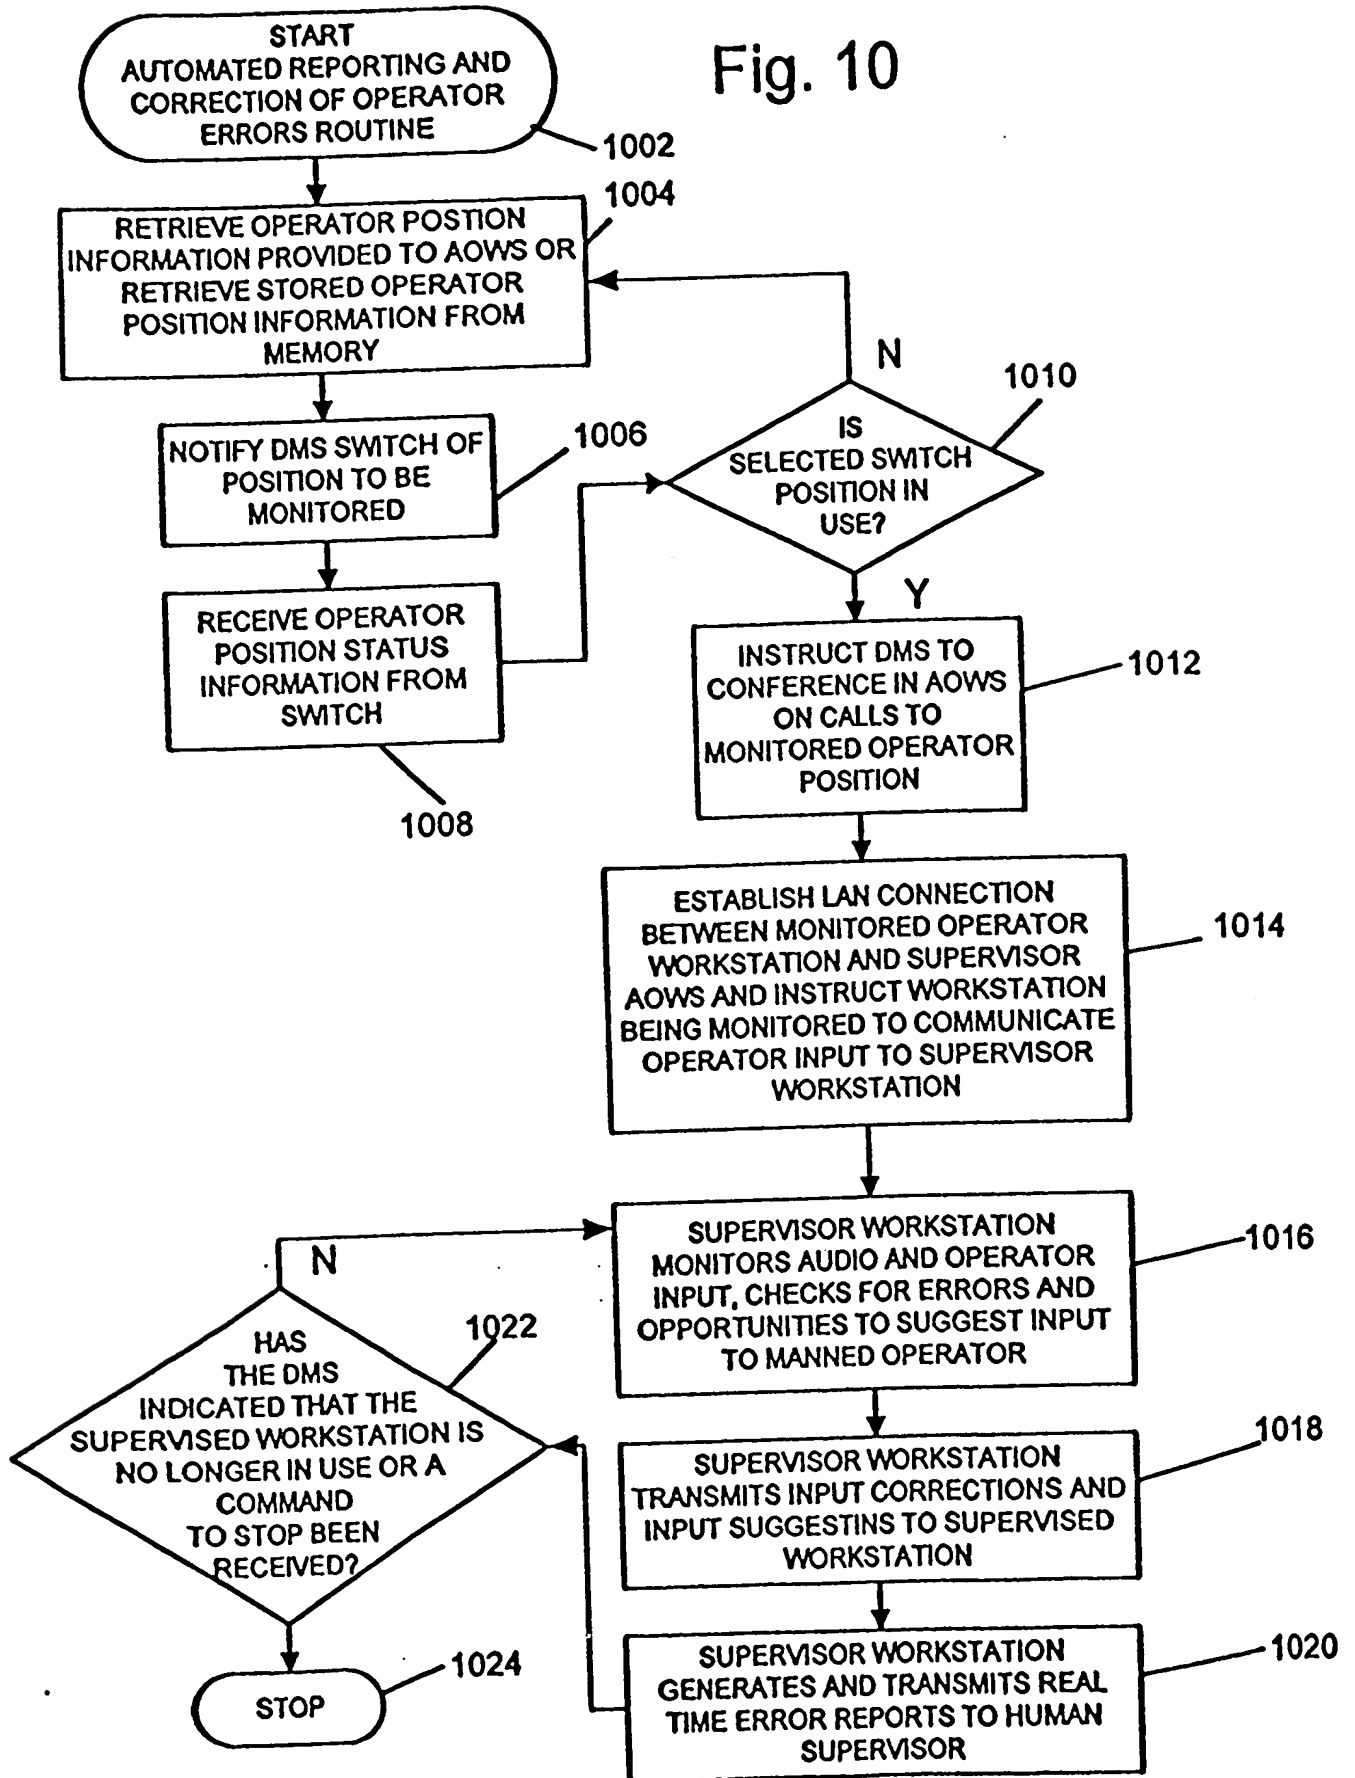 Fig. 10
START
AUTOMATED REPORTING AND
CORRECTION OF OPERATOR
ERRORS ROUTINE
1002
1004
RETRIEVE OPERATOR POSTION
INFORMATION PROVIDED TO AOWS OR
RETRIEVE STORED OPERATOR
POSITION INFORMATION FROM
MEMORY
NOTIFY DMS SWITCH OF
POSITION TO BE
MONITORED
1006
RECEIVE OPERATOR
POSITION STATUS
INFORMATION FROM
SWITCH
1008
N
1010
IS
SELECTED SWITCH
POSITION IN
USE?
Y
INSTRUCT DMS TO
CONFERENCE IN AOWS
ON CALLS TO
MONITORED OPERATOR
POSITION
1012
ESTABLISH LAN CONNECTION
BETWEEN MONITORED OPERATOR
WORKSTATION AND SUPERVISOR
AOWS AND INSTRUCT WORKSTATION
BEING MONITORED TO COMMUNICATE
OPERATOR INPUT TO SUPERVISOR
WORKSTATION
1014
SUPERVISOR WORKSTATION
MONITORS AUDIO AND OPERATOR
INPUT, CHECKS FOR ERRORS AND
OPPORTUNITIES TO SUGGEST INPUT
TO MANNED OPERATOR
1016
SUPERVISOR WORKSTATION
TRANSMITS INPUT CORRECTIONS AND
INPUT SUGGESTINS TO SUPERVISED
WORKSTATION
1018
SUPERVISOR WORKSTATION
GENERATES AND TRANSMITS REAL
TIME ERROR REPORTS TO HUMAN
SUPERVISOR
1020
N
1022
HAS
THE DMS
INDICATED THAT THE
SUPERVISED WORKSTATION IS
NO LONGER IN USE OR A
COMMAND
TO STOP BEEN
RECEIVED?
STOP
1024